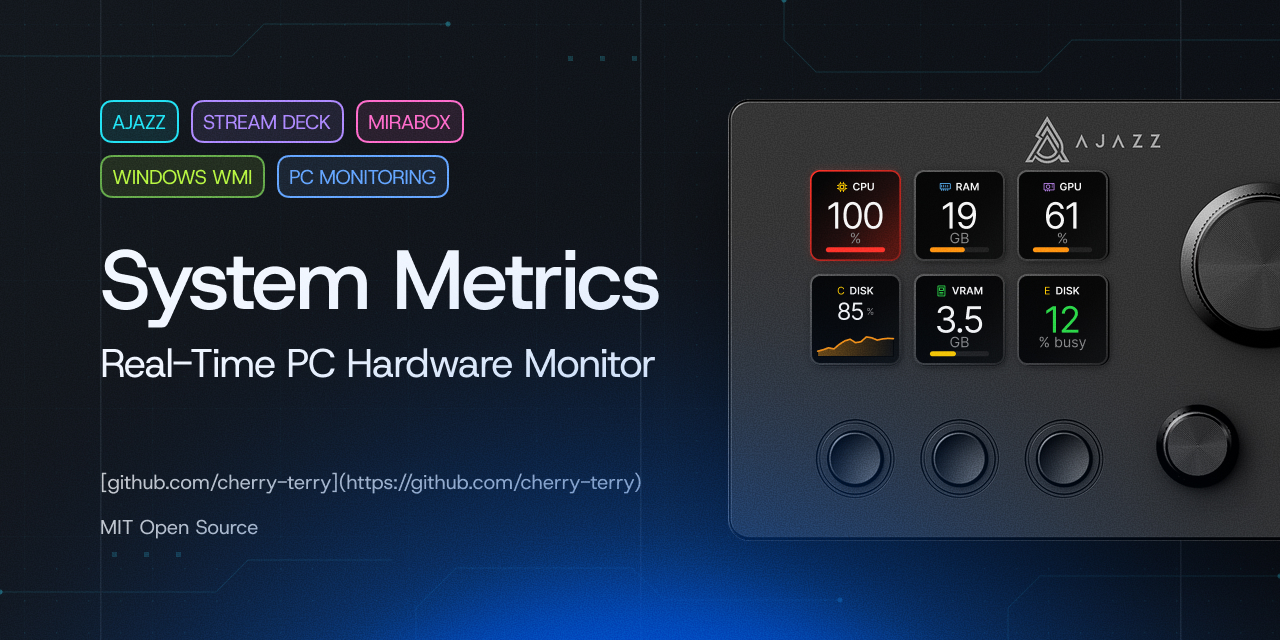 AJAZZ STREAM DECK MIRABOX
WINDOWS WMI PC MONITORING
System Metrics
Real-Time PC Hardware Monitor
[github.com/cherry-terry](https://github.com/cherry-terry)
MIT Open Source
AJAZZ
CPU
100
%
RAM
19
GB
GPU
61
%
C DISK
85 %
VRAM
3.5
GB
E DISK
12
% busy